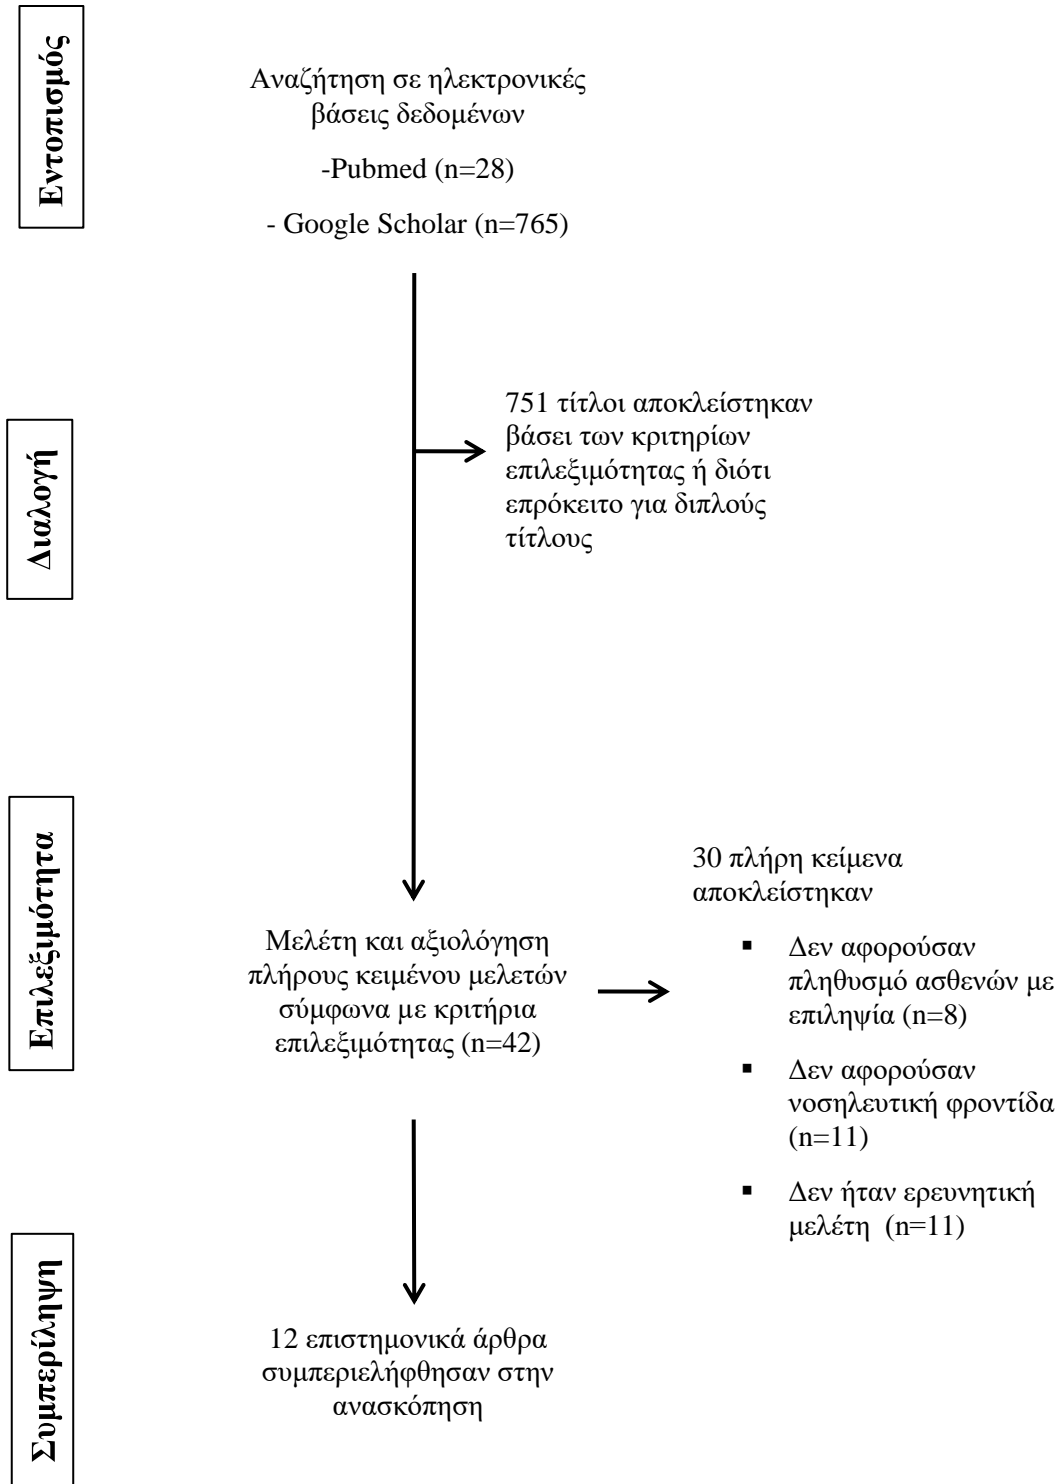 Εντοπισμός
Αναζήτηση σε ηλεκτρονικές
βάσεις δεδομένων
-Pubmed (n=28)
- Google Scholar (n=765)
Διαλογή
751 τίτλοι αποκλείστηκαν
βάσει των κριτηρίων
επιλεξιμότητας ή διότι
επρόκειτο για διπλούς
τίτλους
Επιλεξιμότητα
Μελέτη και αξιολόγηση
πλήρους κειμένου μελετών
σύμφωνα με κριτήρια
επιλεξιμότητας (n=42)
30 πλήρη κείμενα
αποκλείστηκαν
▪ Δεν αφορούσαν
πληθυσμό ασθενών με
επιληψία (n=8)
▪ Δεν αφορούσαν
νοσηλευτική φροντίδα
(n=11)
▪ Δεν ήταν ερευνητική
μελέτη (n=11)
Συμπερίληψη
12 επιστημονικά άρθρα
συμπεριελήφθησαν στην
ανασκόπηση